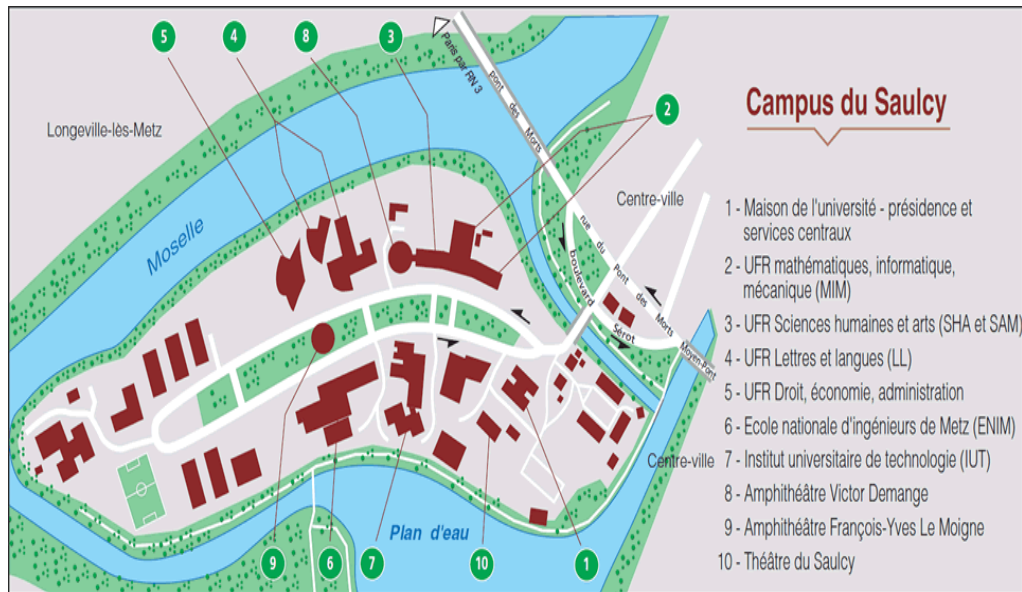 5
4
8
3
2
Paris par RN 3
Pont des Morts
Campus du Saulcy
Longeville-lès-Metz
Moselle
Centre-ville
rue du Pont des Morts
boulevard Sérot
Moyen-Pont
Centre-ville
Plan d'eau
9
6
7
10
1
1 - Maison de l'université - présidence et
services centraux
2 - UFR mathématiques, informatique,
mécanique (MIM)
3 - UFR Sciences humaines et arts (SHA et SAM)
4 - UFR Lettres et langues (LL)
5 - UFR Droit, économie, administration
6 - Ecole nationale d'ingénieurs de Metz (ENIM)
7 - Institut universitaire de technologie (IUT)
8 - Amphithéâtre Victor Demange
9 - Amphithéâtre François-Yves Le Moigne
10 - Théâtre du Saulcy